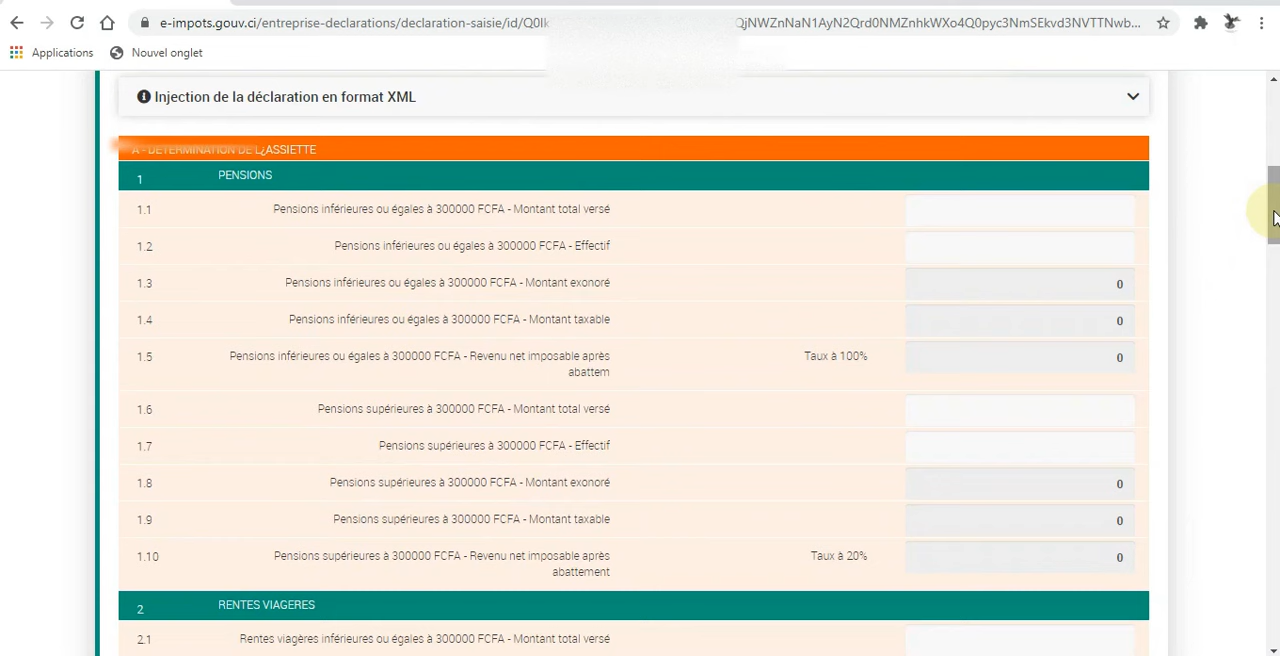 e-impots.gouv.ci/entreprise-declarations/declaration-saisie/id/
Applications Nouvel onglet
Injection de la déclaration en format XML
A - DETERMINATION DE L¿ASSIETTE
1 PENSIONS
1.1 Pensions inférieures ou égales à 300000 FCFA - Montant total versé
1.2 Pensions inférieures ou égales à 300000 FCFA - Effectif
1.3 Pensions inférieures ou égales à 300000 FCFA - Montant exonoré 0
1.4 Pensions inférieures ou égales à 300000 FCFA - Montant taxable 0
1.5 Pensions inférieures ou égales à 300000 FCFA - Revenu net imposable après Taux à 100% 0
abattem
1.6 Pensions supérieures à 300000 FCFA - Montant total versé
1.7 Pensions supérieures à 300000 FCFA - Effectif
1.8 Pensions supérieures à 300000 FCFA - Montant exonoré 0
1.9 Pensions supérieures à 300000 FCFA - Montant taxable 0
1.10 Pensions supérieures à 300000 FCFA - Revenu net imposable après Taux à 20% 0
abattement
2 RENTES VIAGERES
2.1 Rentes viagères inférieures ou égales à 300000 FCFA - Montant total versé